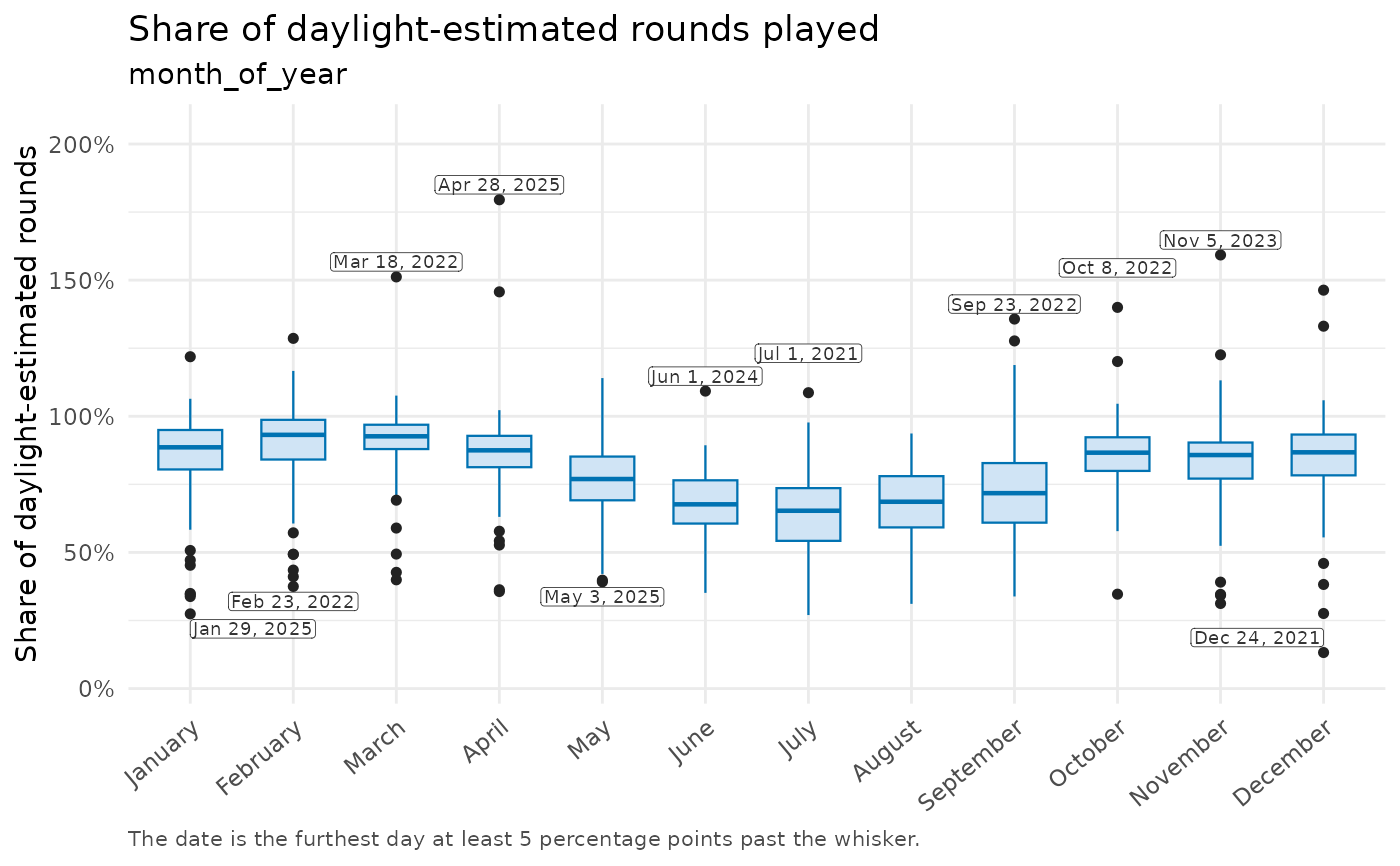 Share of daylight-estimated rounds played
month_of_year
Share of daylight-estimated rounds
200%
150%
100%
50%
0%
Apr 28, 2025
Nov 5, 2023
Mar 18, 2022
Oct 8, 2022
Sep 23, 2022
Jul 1, 2021
Jun 1, 2024
May 3, 2025
Feb 23, 2022
Jan 29, 2025
Dec 24, 2021
January
February
March
April
May
June
July
August
September
October
November
December
The date is the furthest day at least 5 percentage points past the whisker.